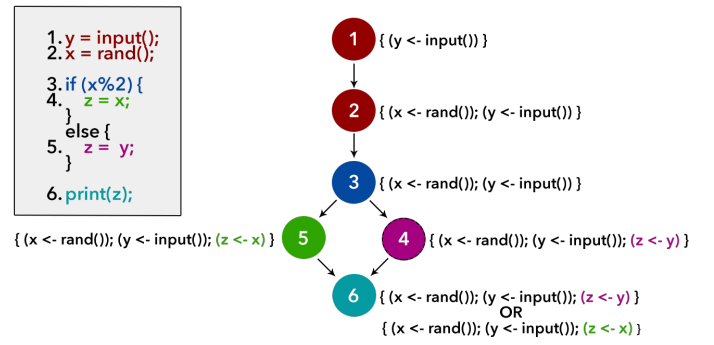 1. y = input();
2. x = rand();
3. if (x%2) {
4. z = x;
}
else {
5. z = y;
}
6. print(z);
1 { (y <- input()) }
2 { (x <- rand()); (y <- input()) }
3 { (x <- rand()); (y <- input()) }
{ (x <- rand()); (y <- input()); (z <- x) } 5
4 { (x <- rand()); (y <- input()); (z <- y) }
6 { (x <- rand()); (y <- input()); (z <- y) }
OR
{ (x <- rand()); (y <- input()); (z <- x) }